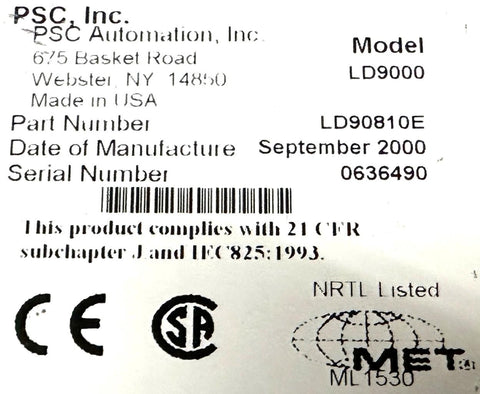 PSC, Inc.
PSC Automation, Inc.
675 Basket Road
Webster, NY 14850
Made in USA
Model
LD9000
Part Number LD90810E
Date of Manufacture September 2000
Serial Number 0636490
This product complies with 21 CFR
subchapter J and IEC825:1993.
CE SA NRTL Listed
MET
ML1530